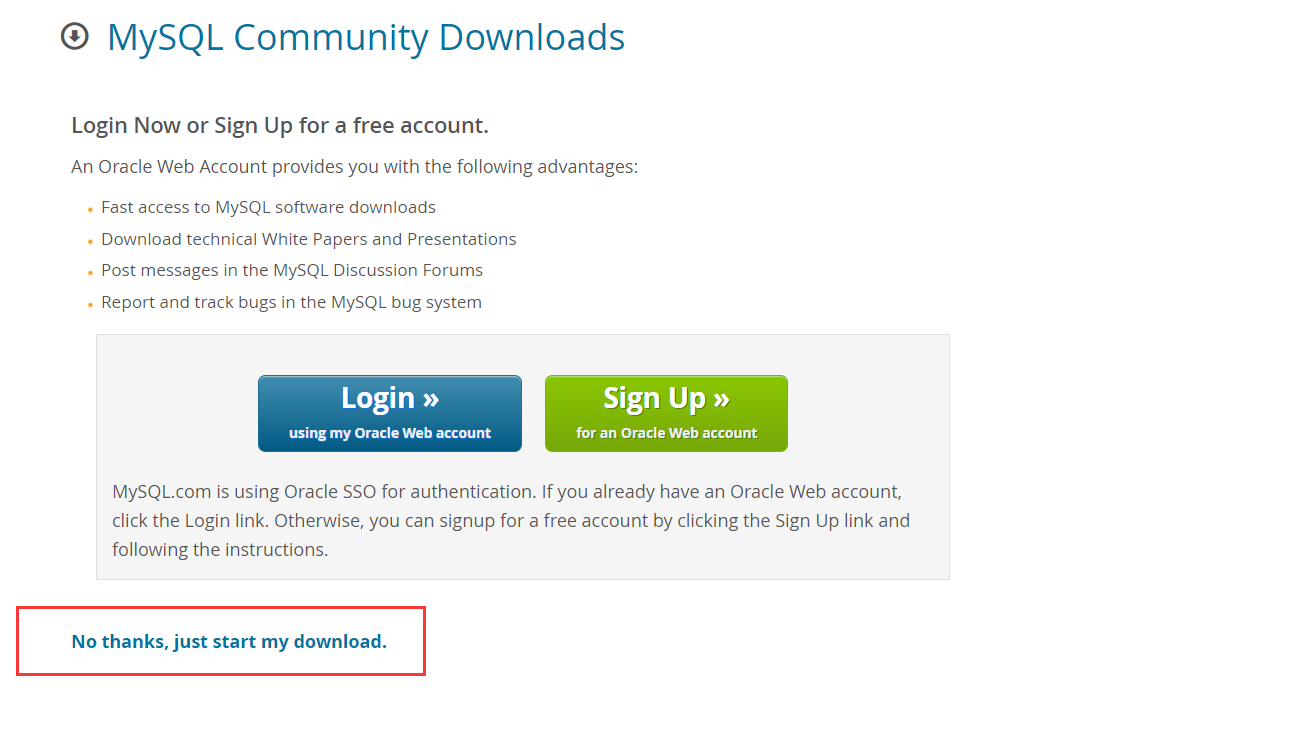 MySQL Community Downloads
Login Now or Sign Up for a free account.
An Oracle Web Account provides you with the following advantages:
Fast access to MySQL software downloads
Download technical White Papers and Presentations
Post messages in the MySQL Discussion Forums
Report and track bugs in the MySQL bug system
Login »
using my Oracle Web account
Sign Up »
for an Oracle Web account
MySQL.com is using Oracle SSO for authentication. If you already have an Oracle Web account,
click the Login link. Otherwise, you can signup for a free account by clicking the Sign Up link and
following the instructions.
No thanks, just start my download.